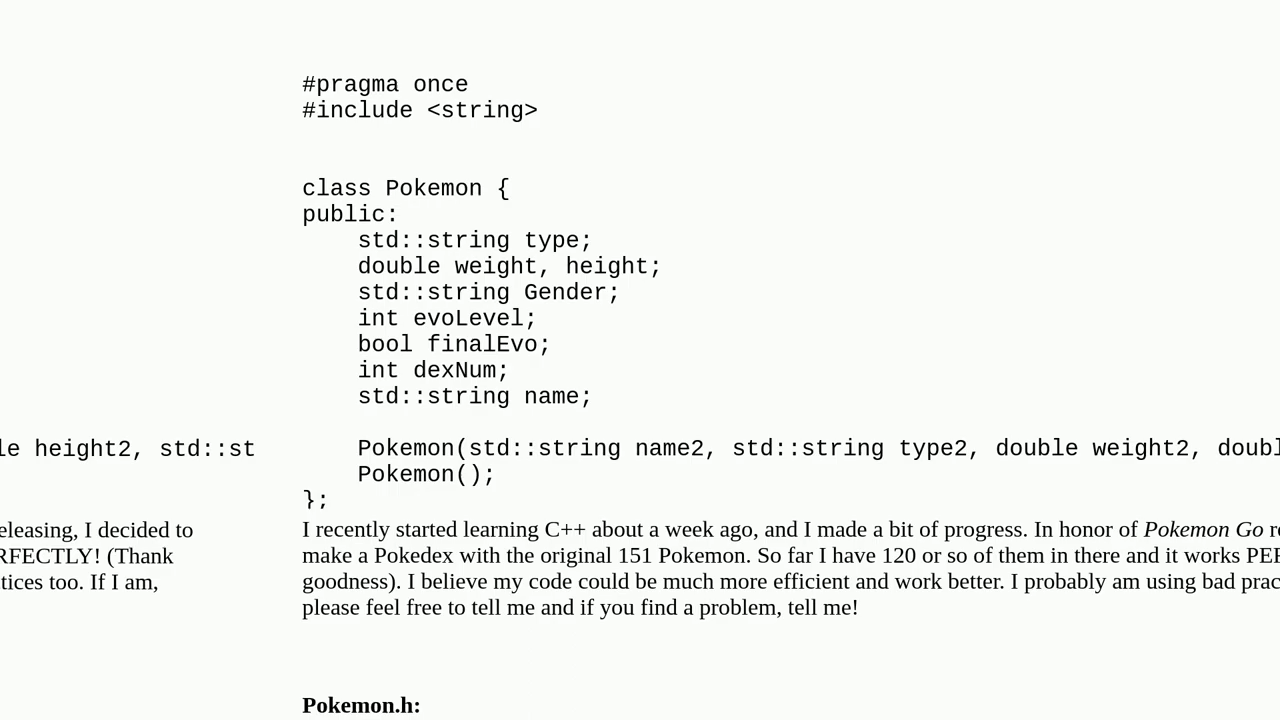 #pragma once
#include <string>
class Pokemon {
public:
    std::string type;
    double weight, height;
    std::string Gender;
    int evoLevel;
    bool finalEvo;
    int dexNum;
    std::string name;
le height2, std::st
    Pokemon(std::string name2, std::string type2, double weight2, doubl
    Pokemon();
};
eleasing, I decided to
I recently started learning C++ about a week ago, and I made a bit of progress. In honor of Pokemon Go re
RFECTLY! (Thank
make a Pokedex with the original 151 Pokemon. So far I have 120 or so of them in there and it works PER
tices too. If I am,
goodness). I believe my code could be much more efficient and work better. I probably am using bad prac
please feel free to tell me and if you find a problem, tell me!
Pokemon.h: